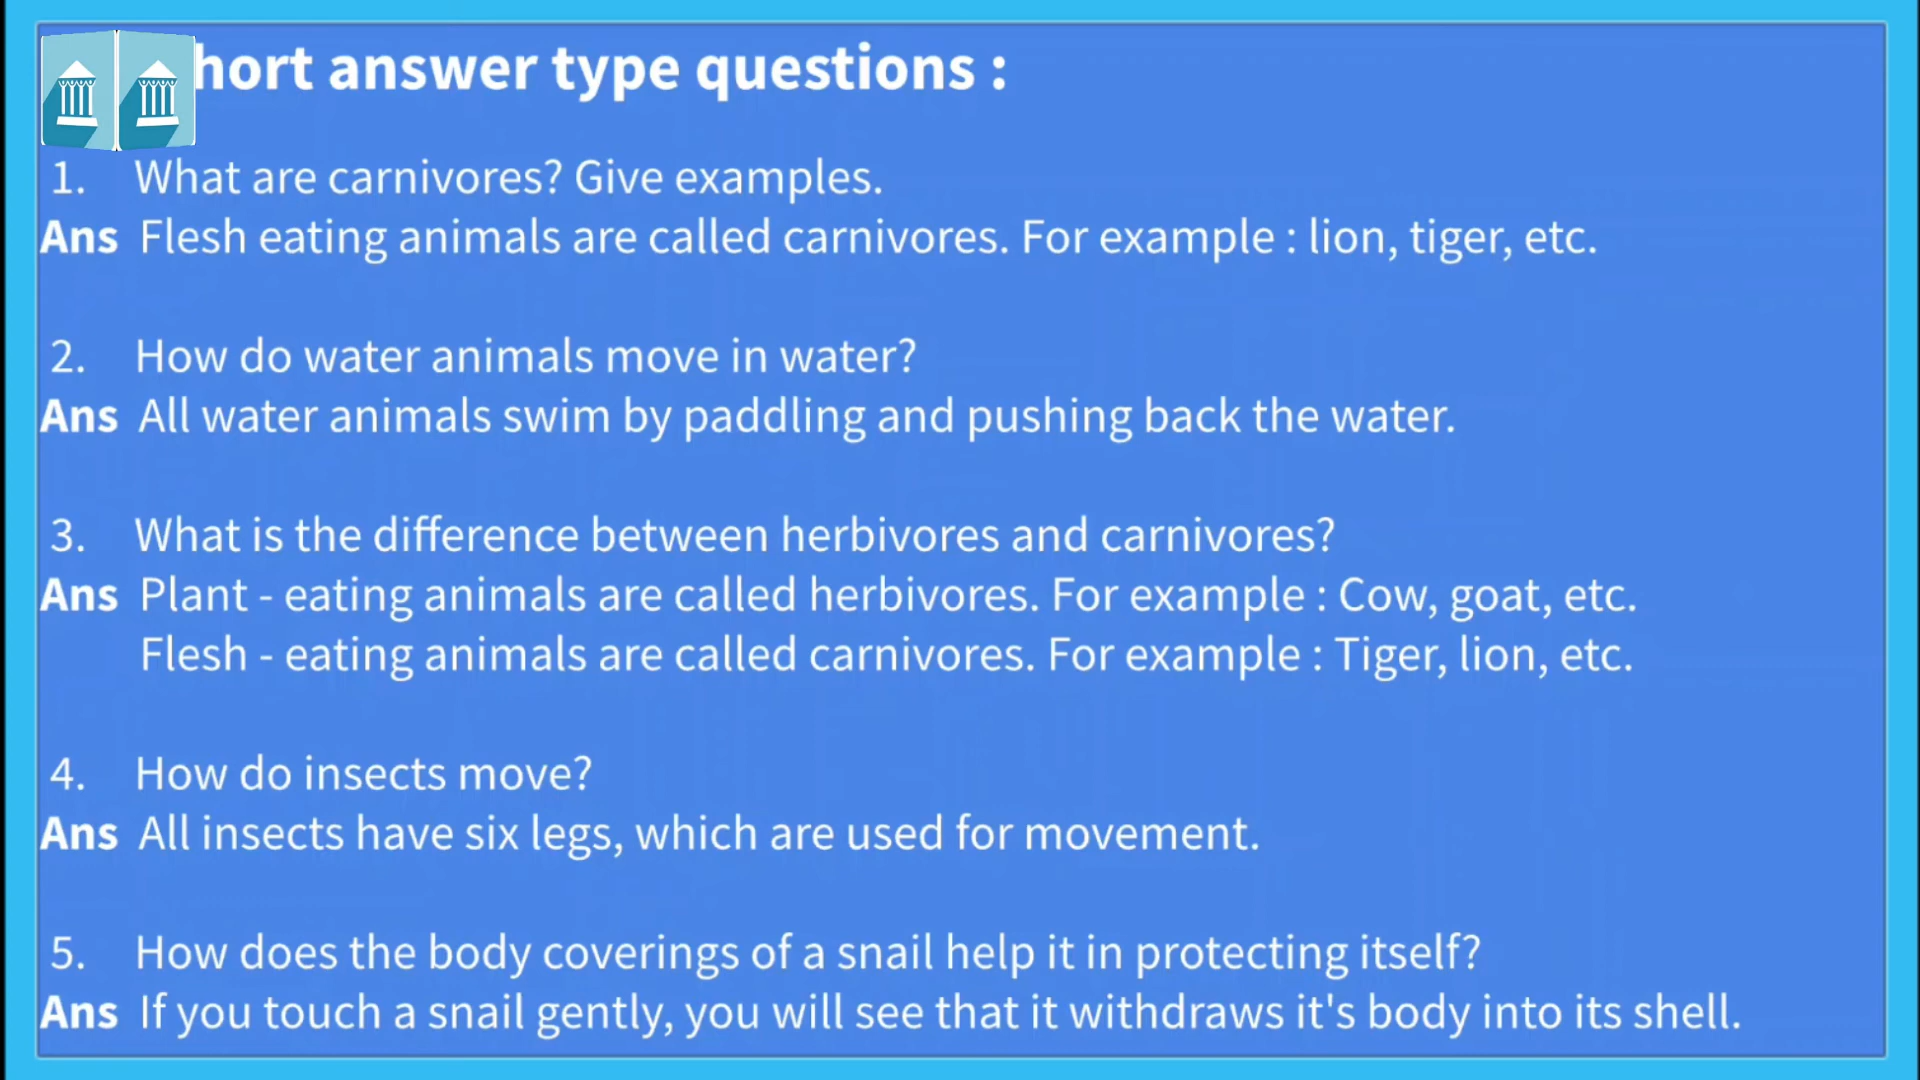 hort answer type questions :
1. What are carnivores? Give examples.
Ans Flesh eating animals are called carnivores. For example : lion, tiger, etc.
2. How do water animals move in water?
Ans All water animals swim by paddling and pushing back the water.
3. What is the difference between herbivores and carnivores?
Ans Plant - eating animals are called herbivores. For example : Cow, goat, etc.
Flesh - eating animals are called carnivores. For example : Tiger, lion, etc.
4. How do insects move?
Ans All insects have six legs, which are used for movement.
5. How does the body coverings of a snail help it in protecting itself?
Ans If you touch a snail gently, you will see that it withdraws it's body into its shell.